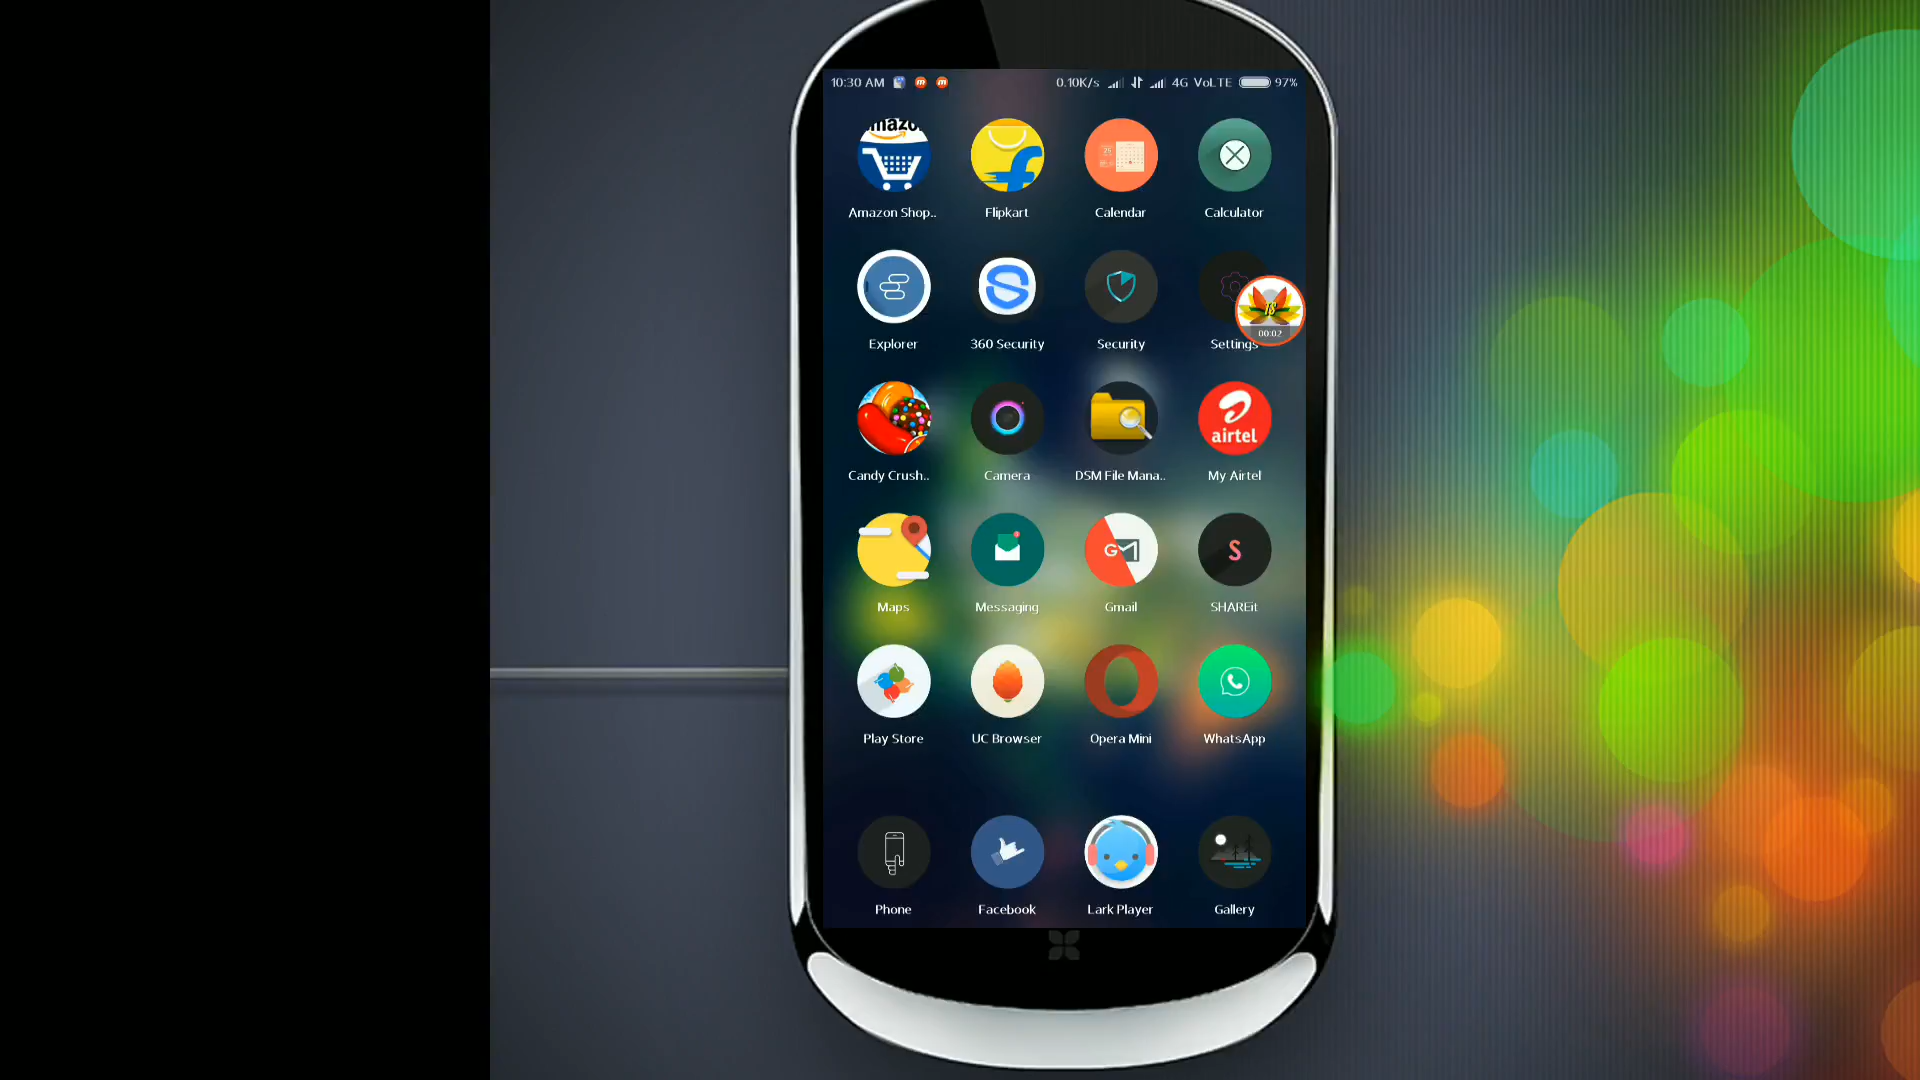 10:30 AM 0.10K/s 4G VoLTE 97%
Amazon Shop.. Flipkart Calendar Calculator
Explorer 360 Security Security Settings
00:02
airtel
Candy Crush.. Camera DSM File Mana.. My Airtel
Maps Messaging Gmail SHAREit
Play Store UC Browser Opera Mini WhatsApp
Phone Facebook Lark Player Gallery